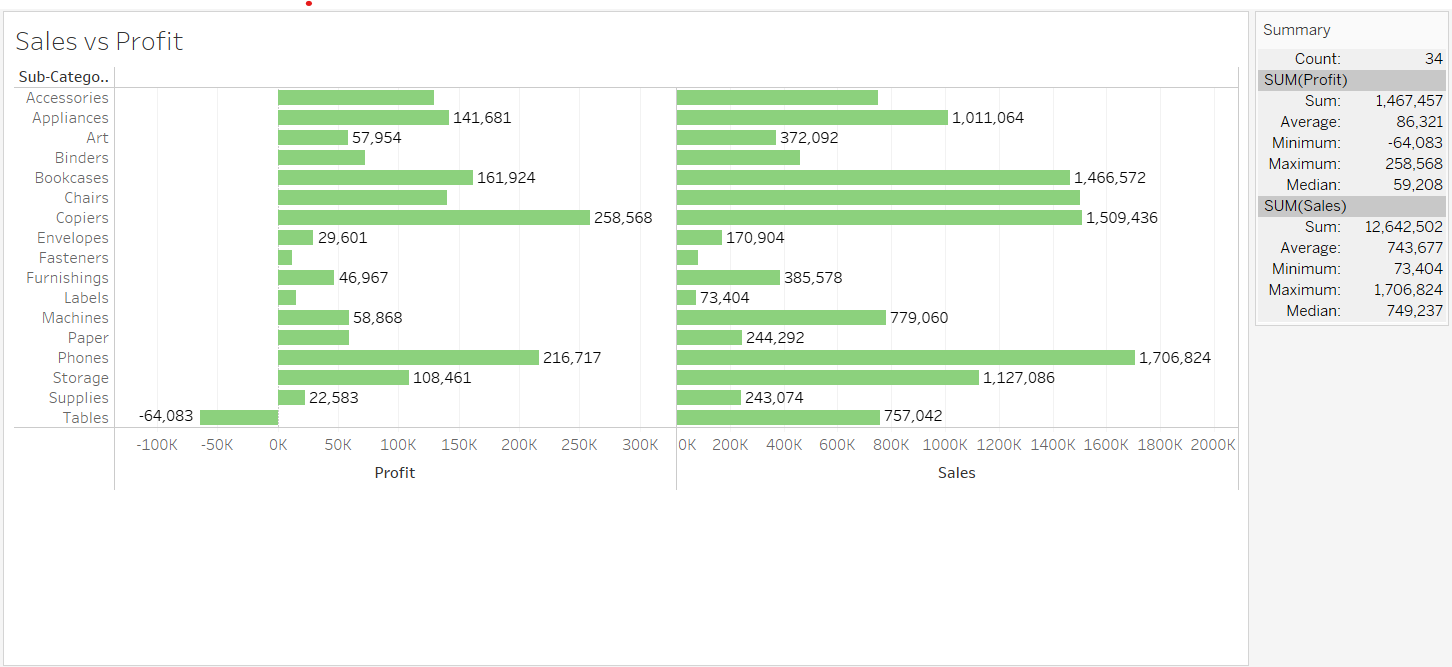 Sales vs Profit
Sub-Catego..
Accessories
Appliances 141,681 1,011,064
Art 57,954 372,092
Binders
Bookcases 161,924 1,466,572
Chairs
Copiers 258,568 1,509,436
Envelopes 29,601 170,904
Fasteners
Furnishings 46,967 385,578
Labels 73,404
Machines 58,868 779,060
Paper 244,292
Phones 216,717 1,706,824
Storage 108,461 1,127,086
Supplies 22,583 243,074
Tables -64,083 757,042
-100K -50K 0K 50K 100K 150K 200K 250K 300K 0K 200K 400K 600K 800K 1000K 1200K 1400K 1600K 1800K 2000K
Profit Sales
Summary
Count: 34
SUM(Profit)
Sum: 1,467,457
Average: 86,321
Minimum: -64,083
Maximum: 258,568
Median: 59,208
SUM(Sales)
Sum: 12,642,502
Average: 743,677
Minimum: 73,404
Maximum: 1,706,824
Median: 749,237